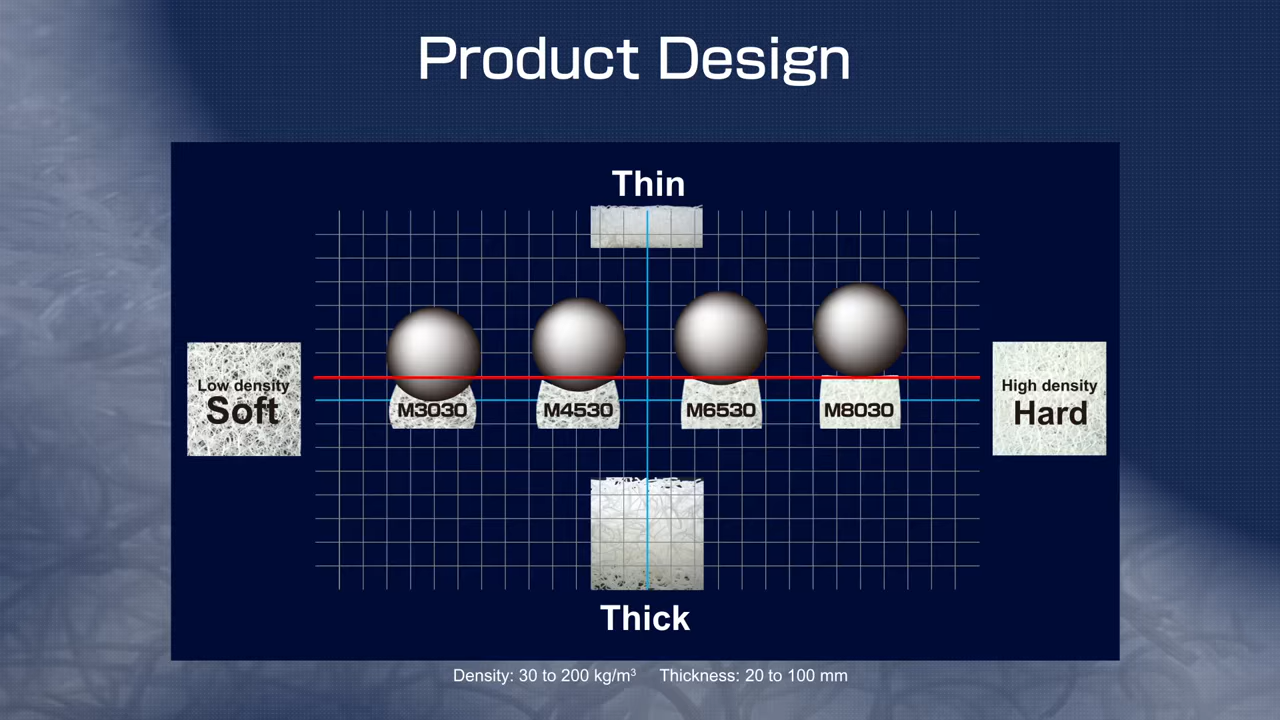 Product Design
Thin
Low density
Soft
M3030 M4530 M6530 M8030
High density
Hard
Thick
Density: 30 to 200 kg/m³ Thickness: 20 to 100 mm